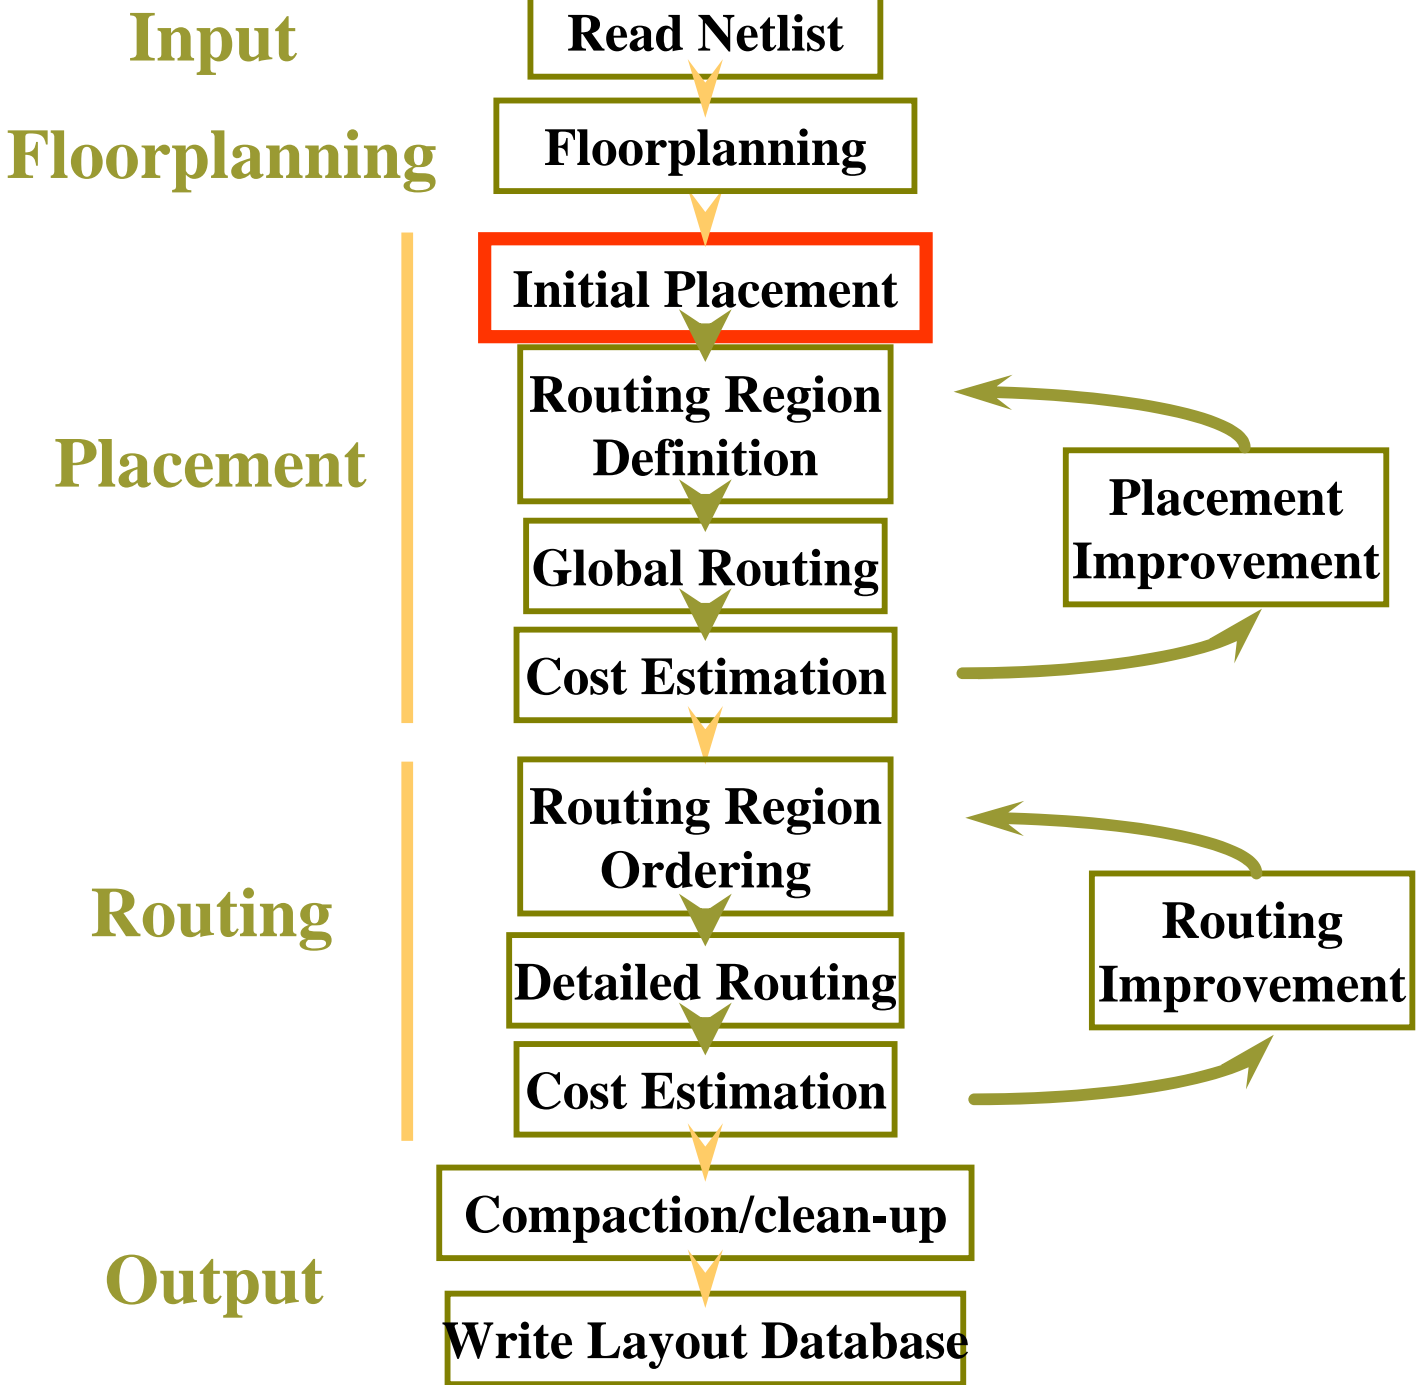 Input
Read Netlist
Floorplanning
Floorplanning
Initial Placement
Placement
Routing Region
Definition
Global Routing
Cost Estimation
Placement
Improvement
Routing
Routing Region
Ordering
Detailed Routing
Cost Estimation
Routing
Improvement
Output
Compaction/clean-up
Write Layout Database